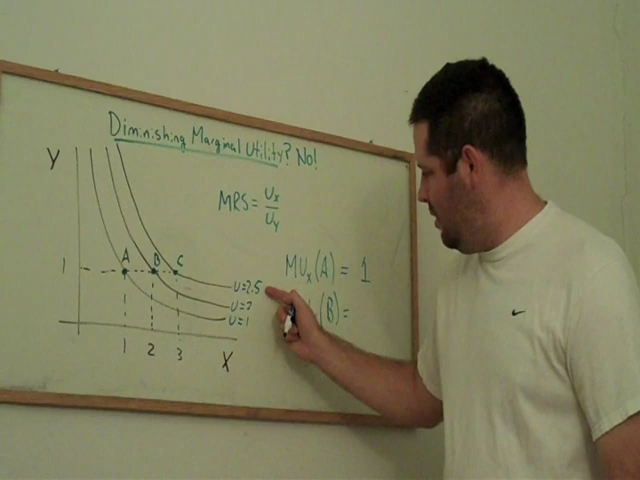 Diminishing Marginal Utility? No!
Y
MRS = Ux/Uy
A B C
MUx(A) = 1
1
U=2.5
U=2
(B) =
U=1
1 2 3
X